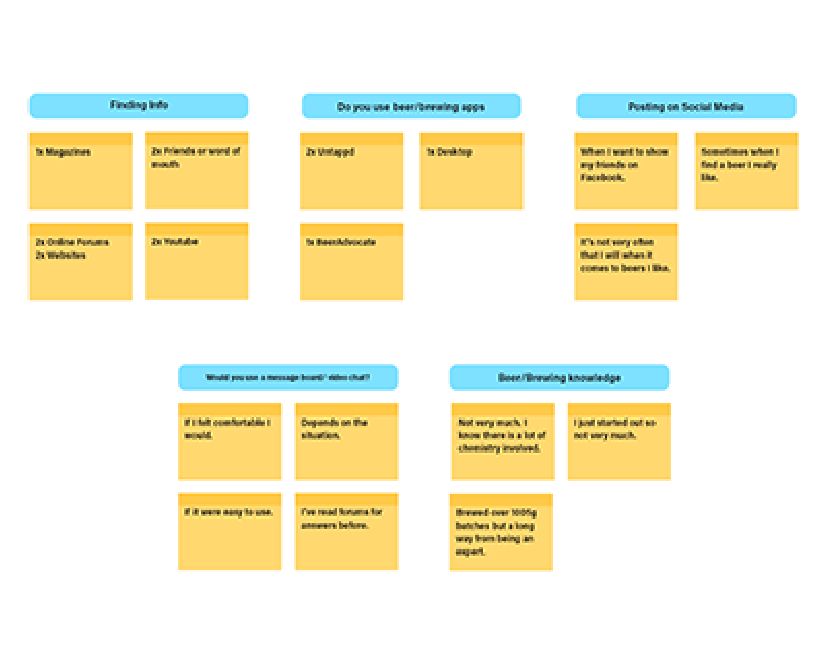 Finding Info
1x Magazines
2x Friends or word of
mouth
2x Online Forums
2x Websites
2x Youtube
Do you use beer/brewing apps
2x Untappd
1x Desktop
1x BeerAdvocate
Posting on Social Media
When I want to show
my friends on
Facebook.
Sometimes when I
find a beer I really
like.
It's not very often
that I will when it
comes to beers I like.
Would you use a message board/ video chat?
If I felt comfortable I
would.
Depends on the
situation.
If it were easy to use.
I've read forums for
answers before.
Beer/Brewing knowledge
Not very much. I
know there is a lot of
chemistry involved.
I just started out so
not very much.
Brewed over
batches but a long
way from being an
expert.